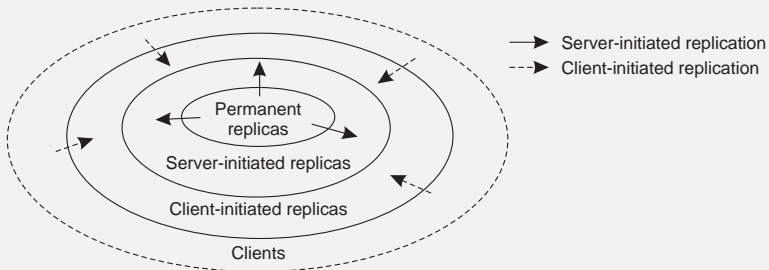 Server-initiated replication
Client-initiated replication
Permanent
replicas
Server-initiated replicas
Client-initiated replicas
Clients